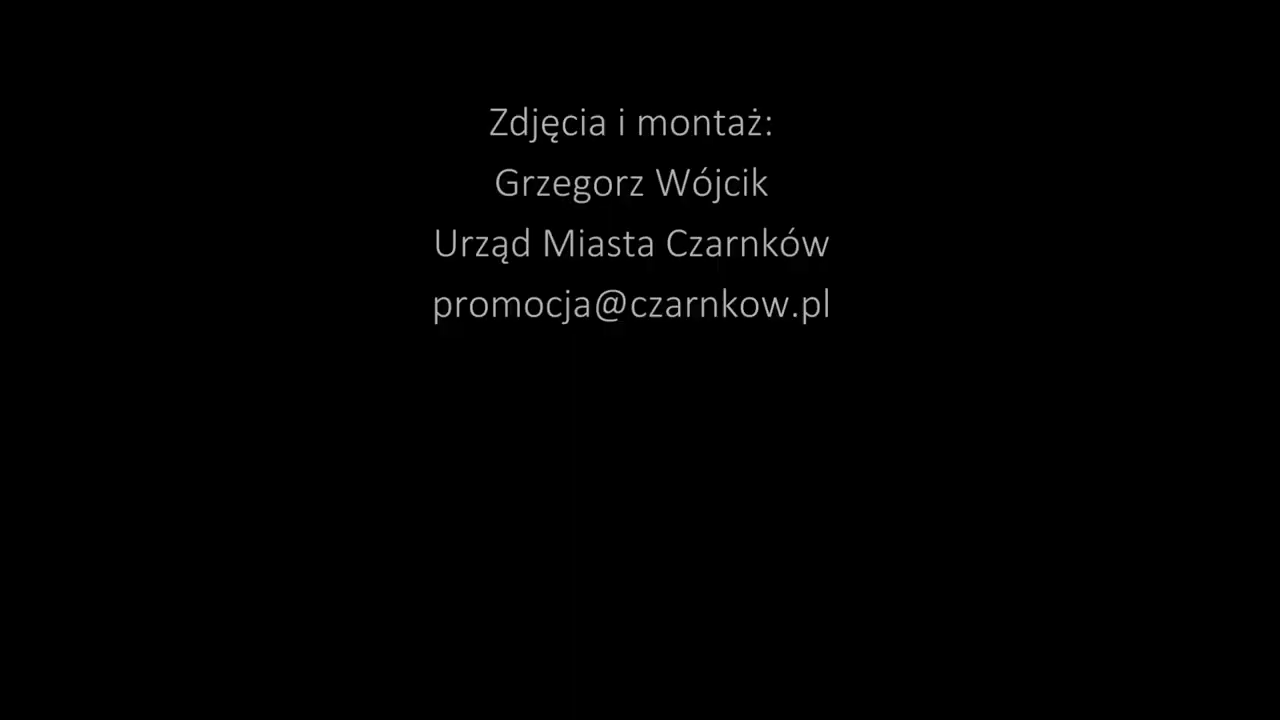 Zdjęcia i montaż:
Grzegorz Wójcik
Urząd Miasta Czarnków
promocja@czarnkow.pl